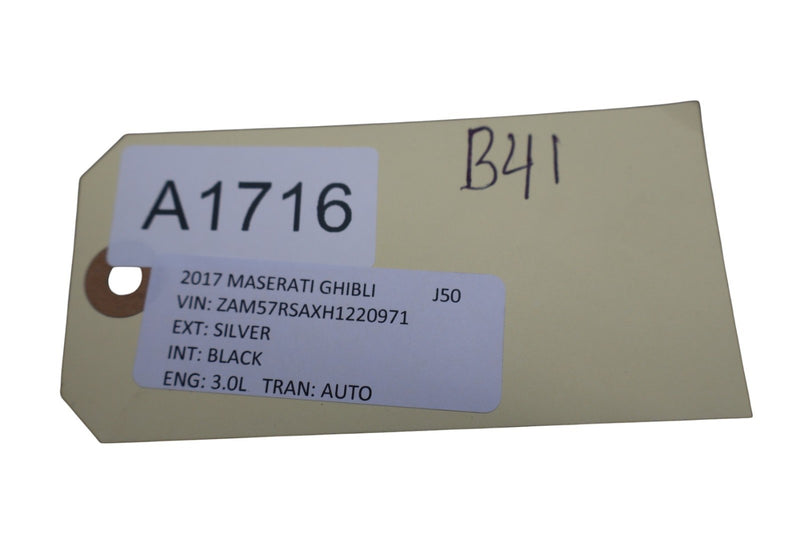 B41
A1716
2017 MASERATI GHIBLI J50
VIN: ZAM57RSAXH1220971
EXT: SILVER
INT: BLACK
ENG: 3.0L TRAN: AUTO